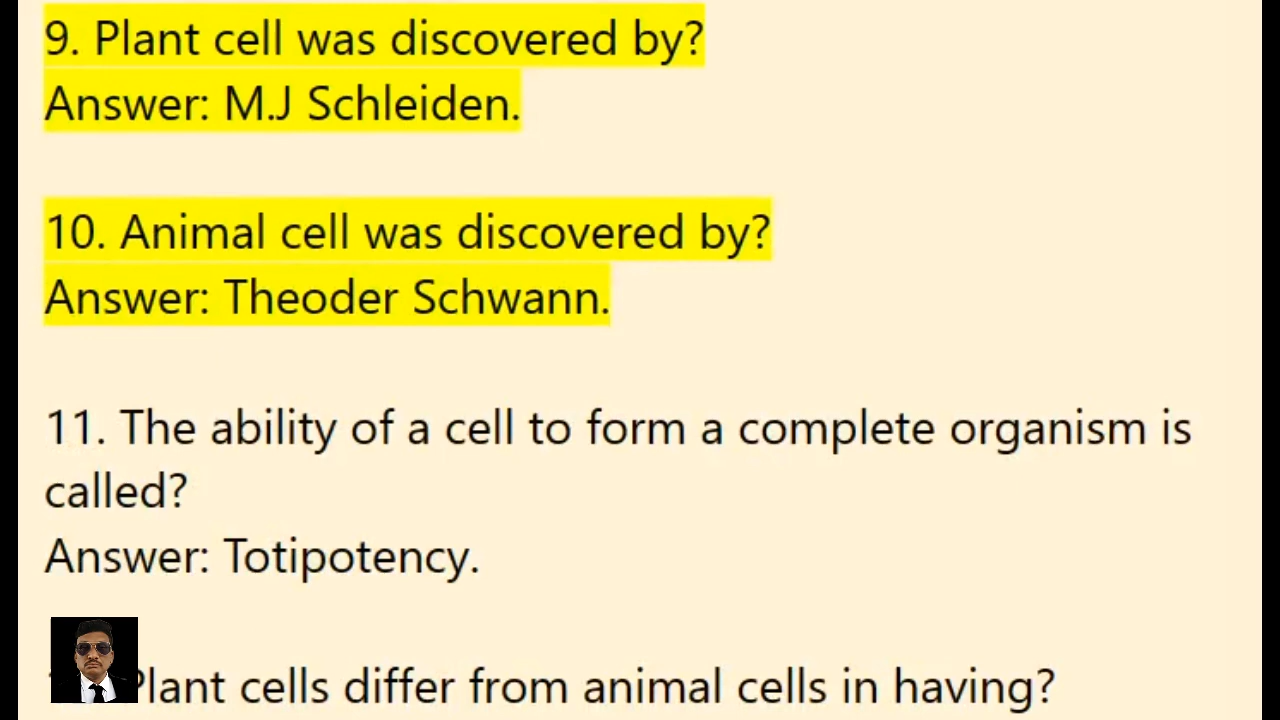 9. Plant cell was discovered by?
Answer: M.J Schleiden.
10. Animal cell was discovered by?
Answer: Theoder Schwann.
11. The ability of a cell to form a complete organism is
called?
Answer: Totipotency.
Plant cells differ from animal cells in having?